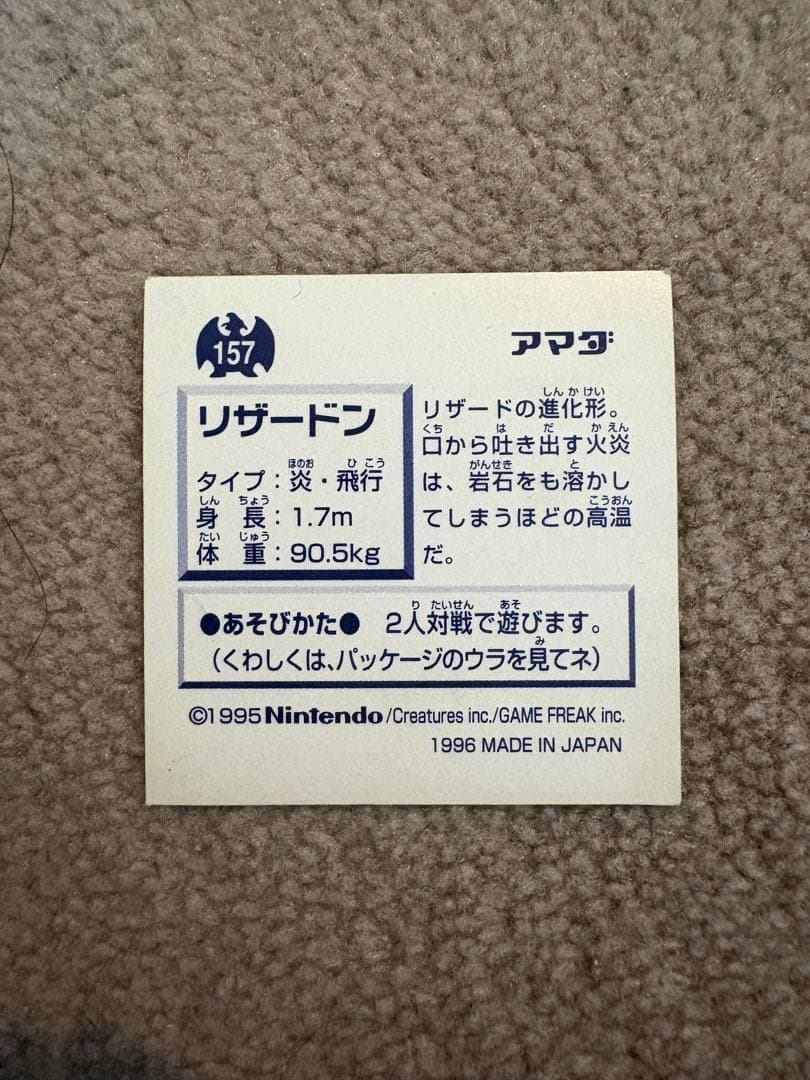 157
アマダ
リザードン
タイプ：炎・飛行
身　長：1.7m
体　重：90.5kg
リザードの進化形。
口から吐き出す火炎
は、岩石をも溶かし
てしまうほどの高温
だ。
●あそびかた●　2人対戦で遊びます。
（くわしくは、パッケージのウラを見てネ）
©1995 Nintendo/Creatures inc./GAME FREAK inc.
1996 MADE IN JAPAN